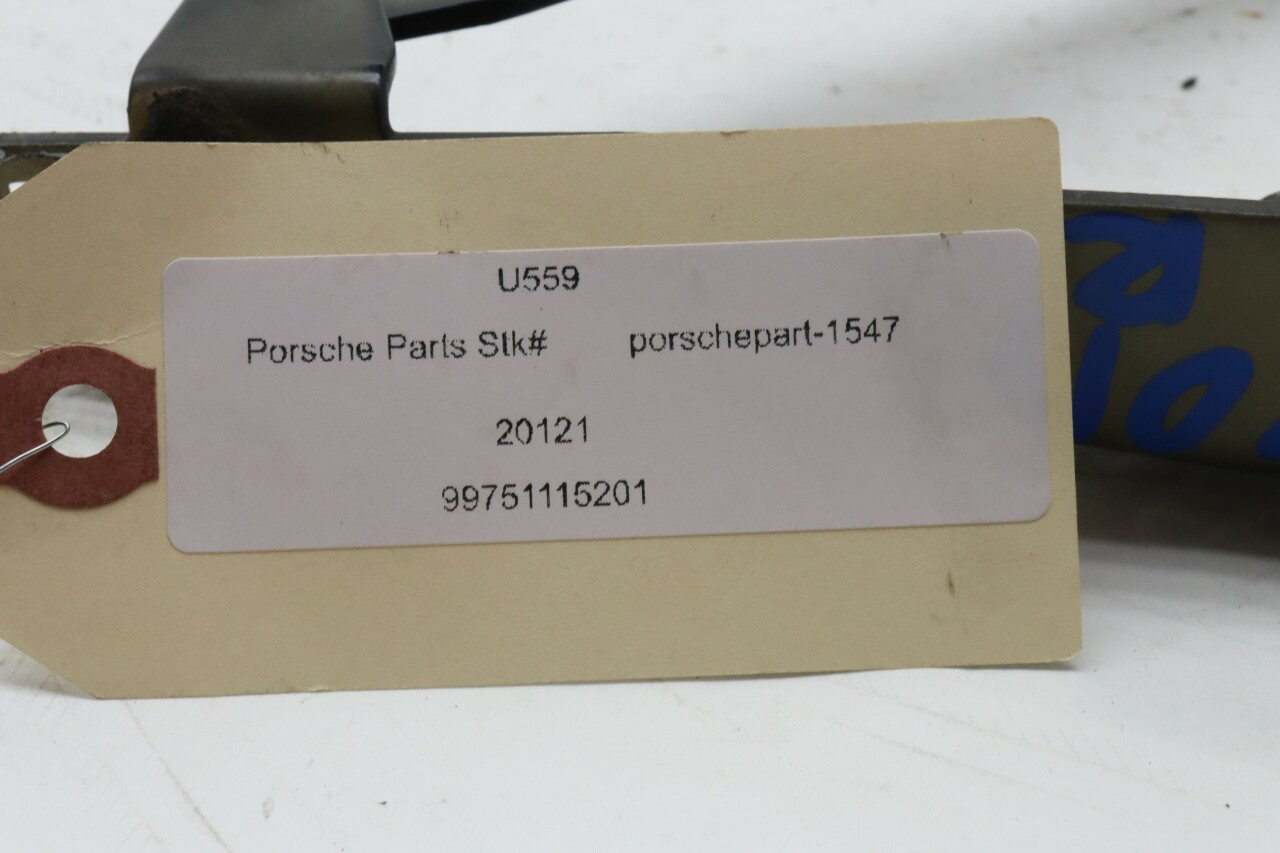 U559
Porsche Parts Stk# porschepart-1547
20121
99751115201